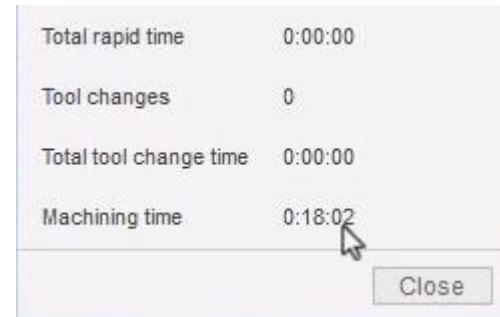 Total rapid time 0:00:00
Tool changes 0
Total tool change time 0:00:00
Machining time 0:18:02
Close